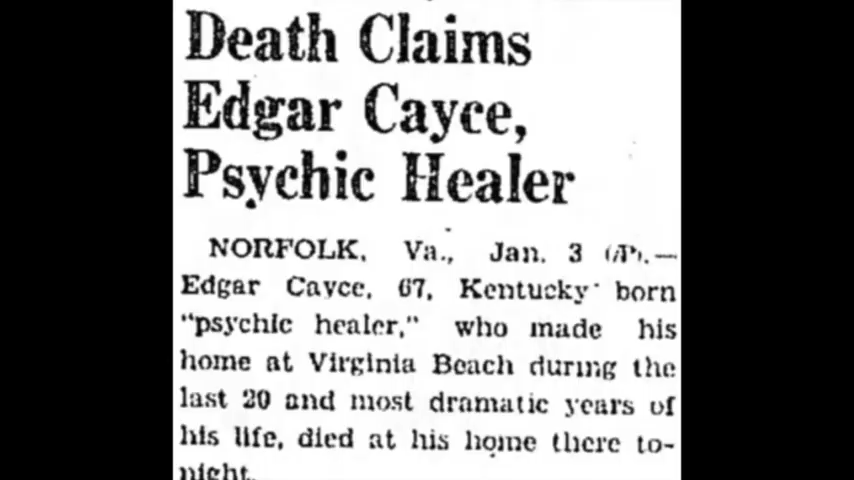 Death Claims
Edgar Cayce,
Psychic Healer
NORFOLK, Va., Jan. 3 (AP).—
Edgar Cayce, 67, Kentucky born
"psychic healer," who made his
home at Virginia Beach during the
last 20 and most dramatic years of
his life, died at his home there to-
night.